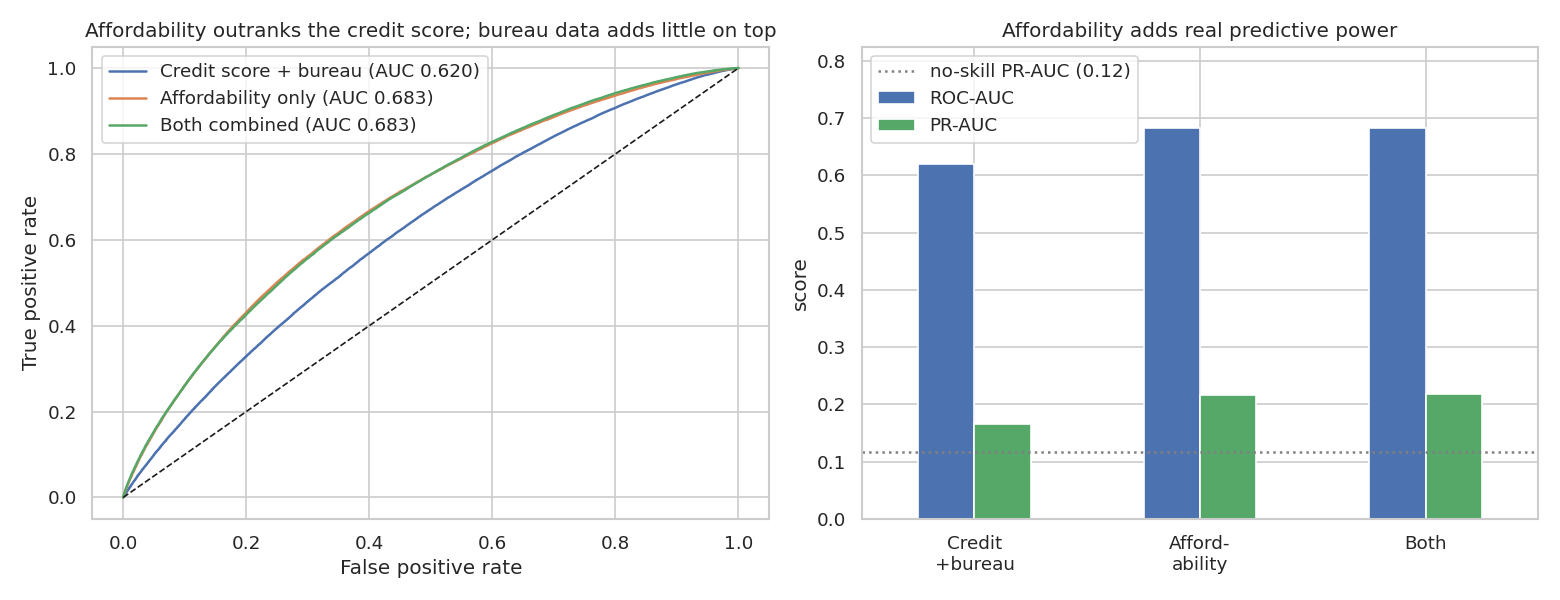 Affordability outranks the credit score; bureau data adds little on top
Credit score + bureau (AUC 0.620)
Affordability only (AUC 0.683)
Both combined (AUC 0.683)
True positive rate
1.0
0.8
0.6
0.4
0.2
0.0
0.0 0.2 0.4 0.6 0.8 1.0
False positive rate
Affordability adds real predictive power
no-skill PR-AUC (0.12)
ROC-AUC
PR-AUC
score
0.8
0.7
0.6
0.5
0.4
0.3
0.2
0.1
0.0
Credit
+bureau
Afford-
ability
Both